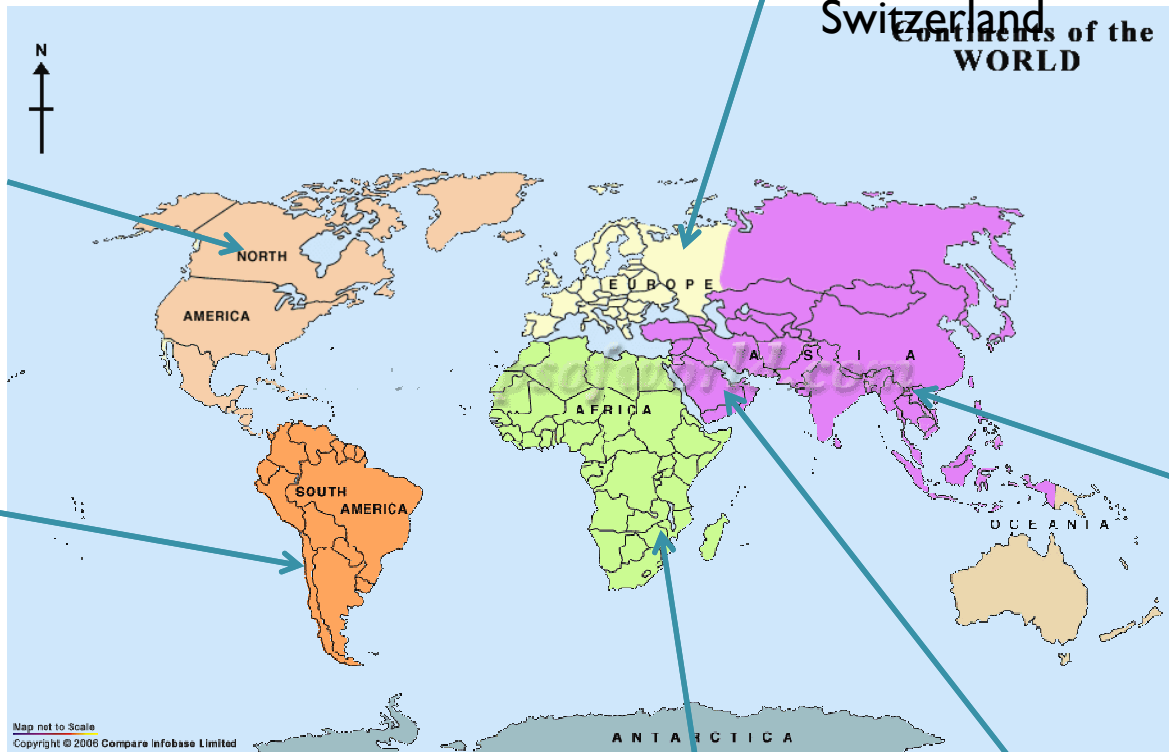 Switzerland
Continents of the
WORLD
N
NORTH
AMERICA
EUROPE
ASIA
AFRICA
SOUTH
AMERICA
OCEANIA
ANTARCTICA
Map not to Scale
Copyright © 2006 Compare Infobase Limited